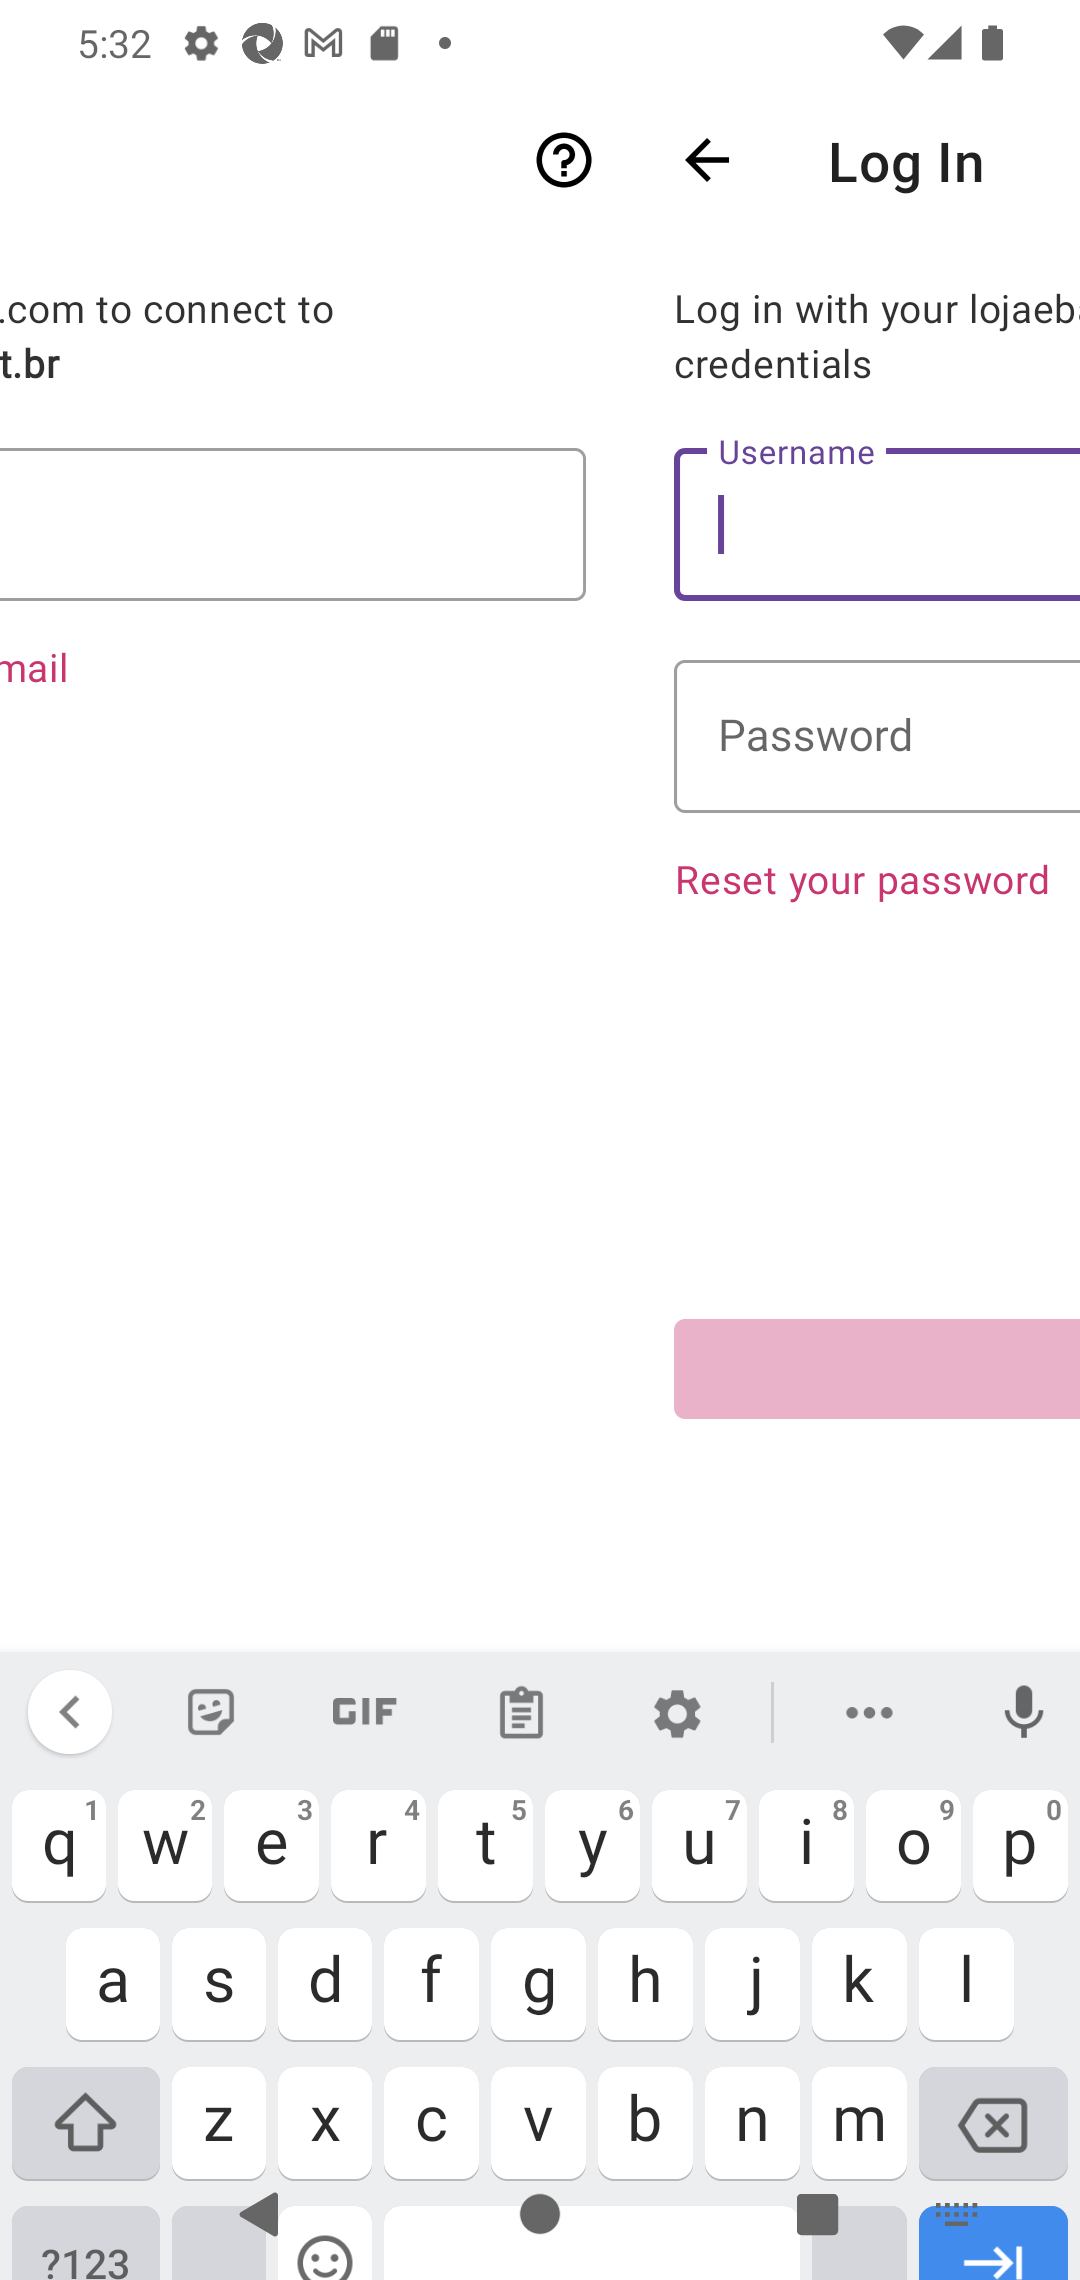 5:32
Log In
.com to connect to
t.br
Log in with your lojaeb
credentials
Username
mail
Password
Reset your password
GIF
q1 w2 e3 r4 t5 y6 u7 i8 o9 p0
a s d f g h j k l
z x c v b n m
?123